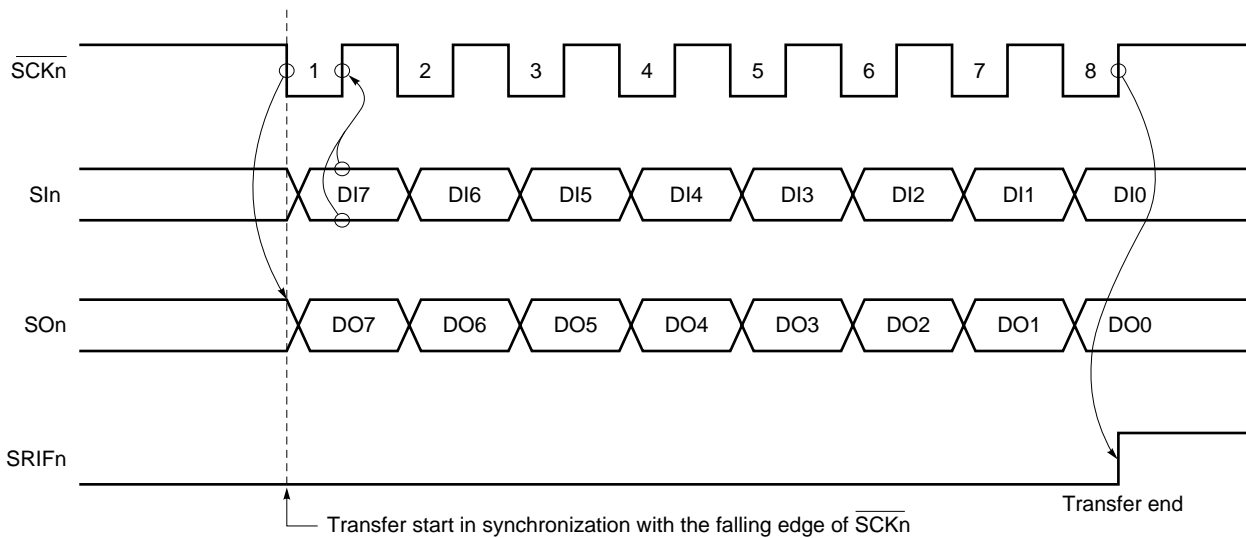 SCKn 1 2 3 4 5 6 7 8
SIn DI7 DI6 DI5 DI4 DI3 DI2 DI1 DI0
SOn DO7 DO6 DO5 DO4 DO3 DO2 DO1 DO0
SRIFn
Transfer end
Transfer start in synchronization with the falling edge of SCKn